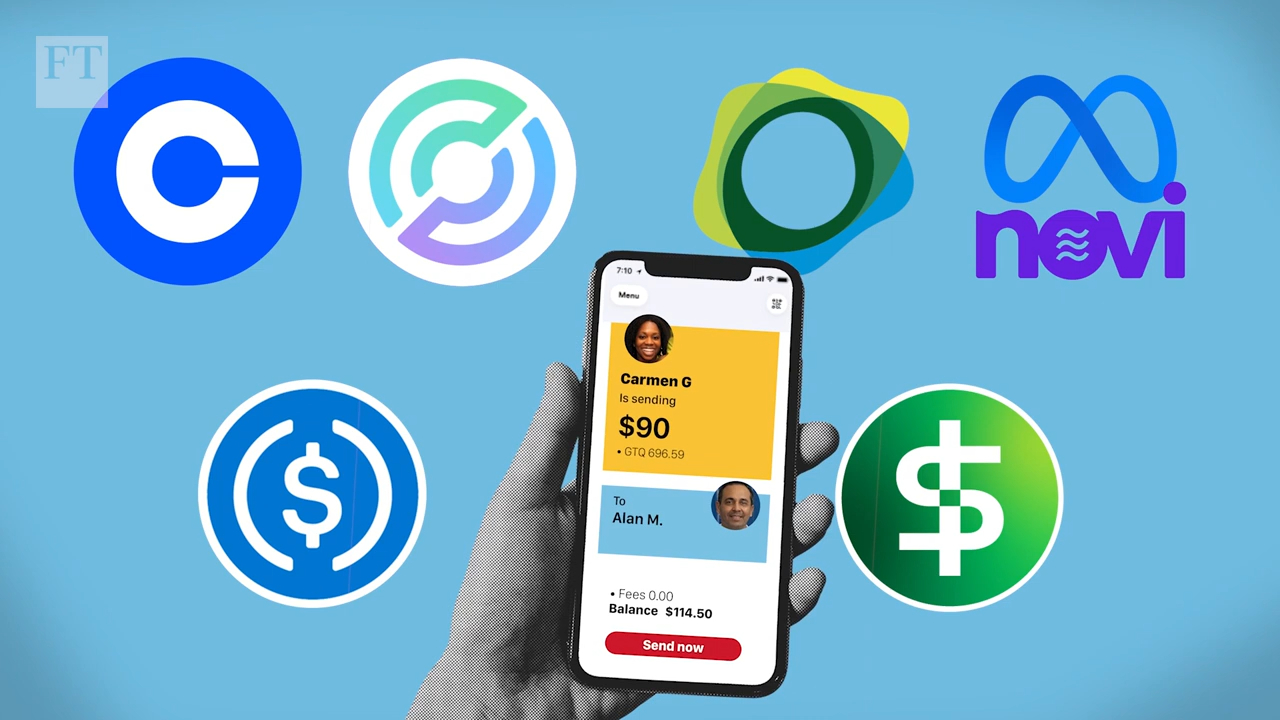 FT
novi
7:10
Menu
Carmen G
Is sending
$90
• GTQ 696.59
To
Alan M.
• Fees 0.00
Balance $114.50
Send now
$
$